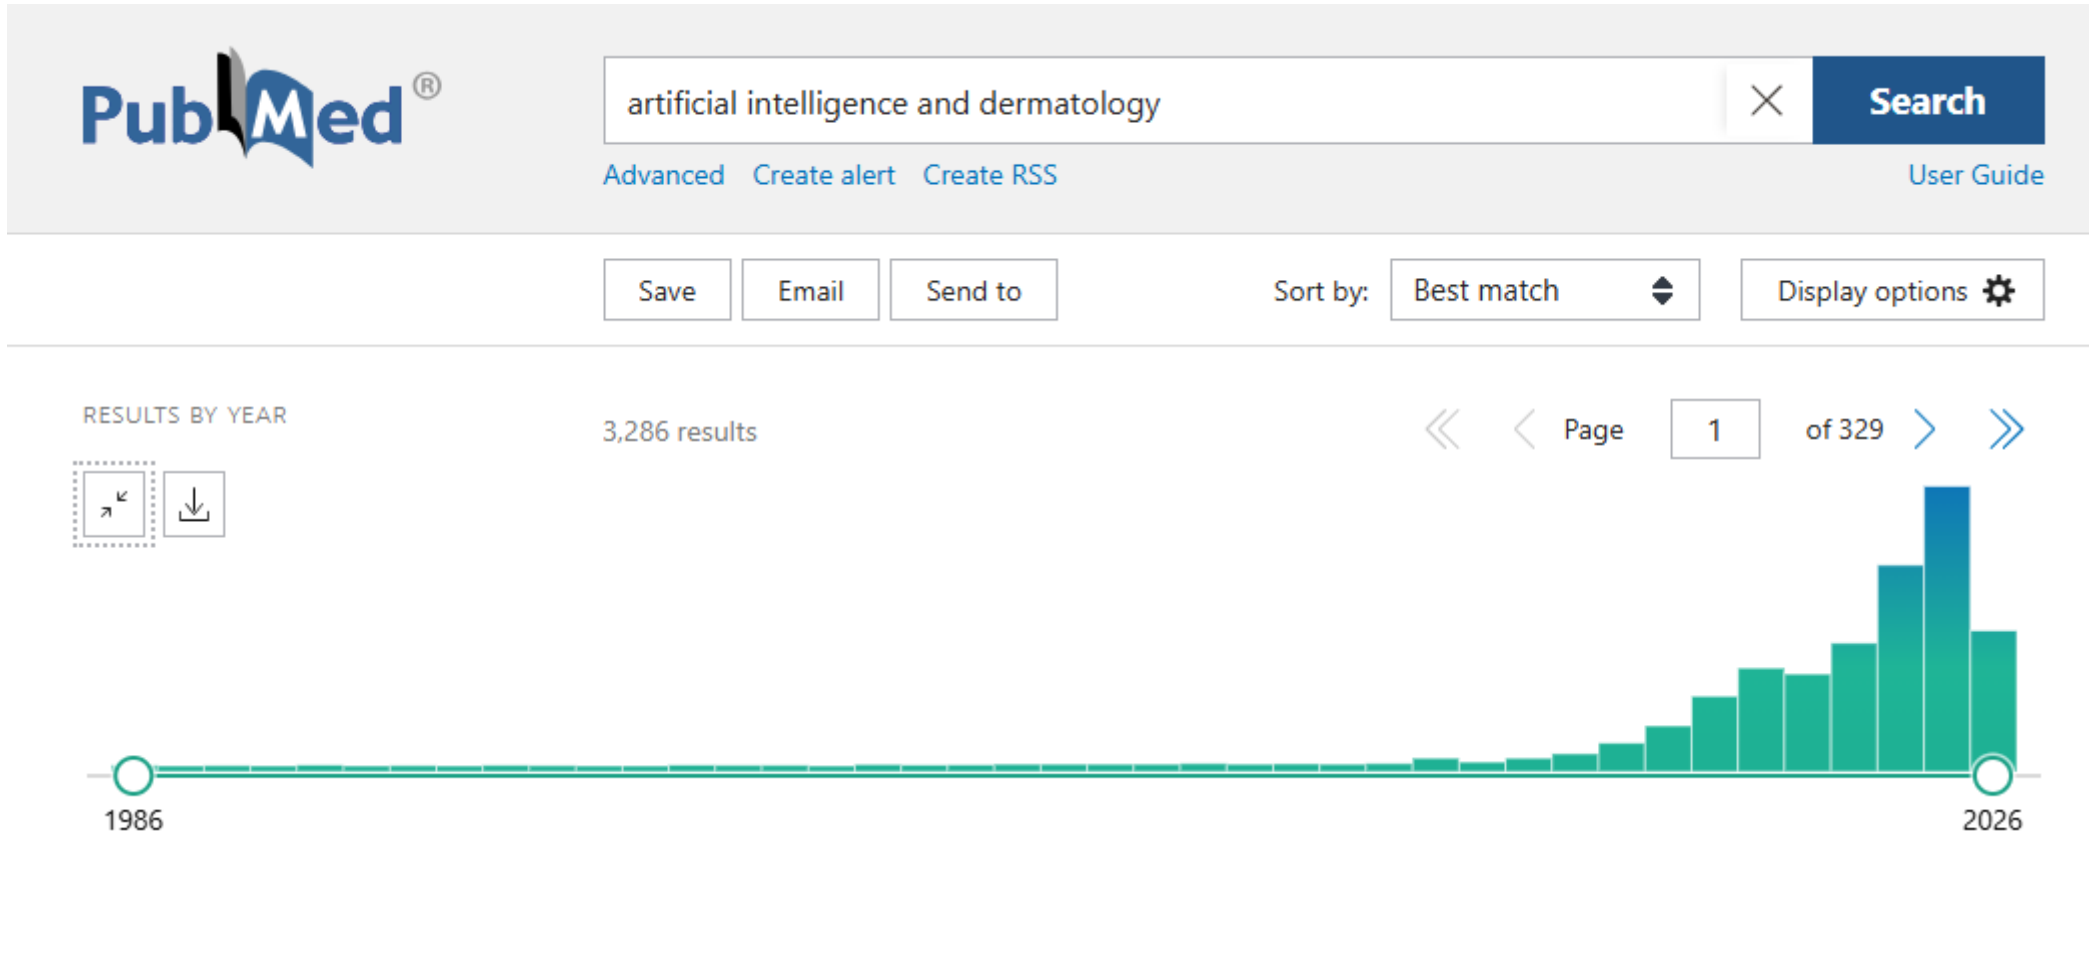 PubMed®
artificial intelligence and dermatology
Search
Advanced Create alert Create RSS
User Guide
Save Email Send to
Sort by: Best match
Display options
RESULTS BY YEAR
3,286 results
Page 1 of 329
1986
2026